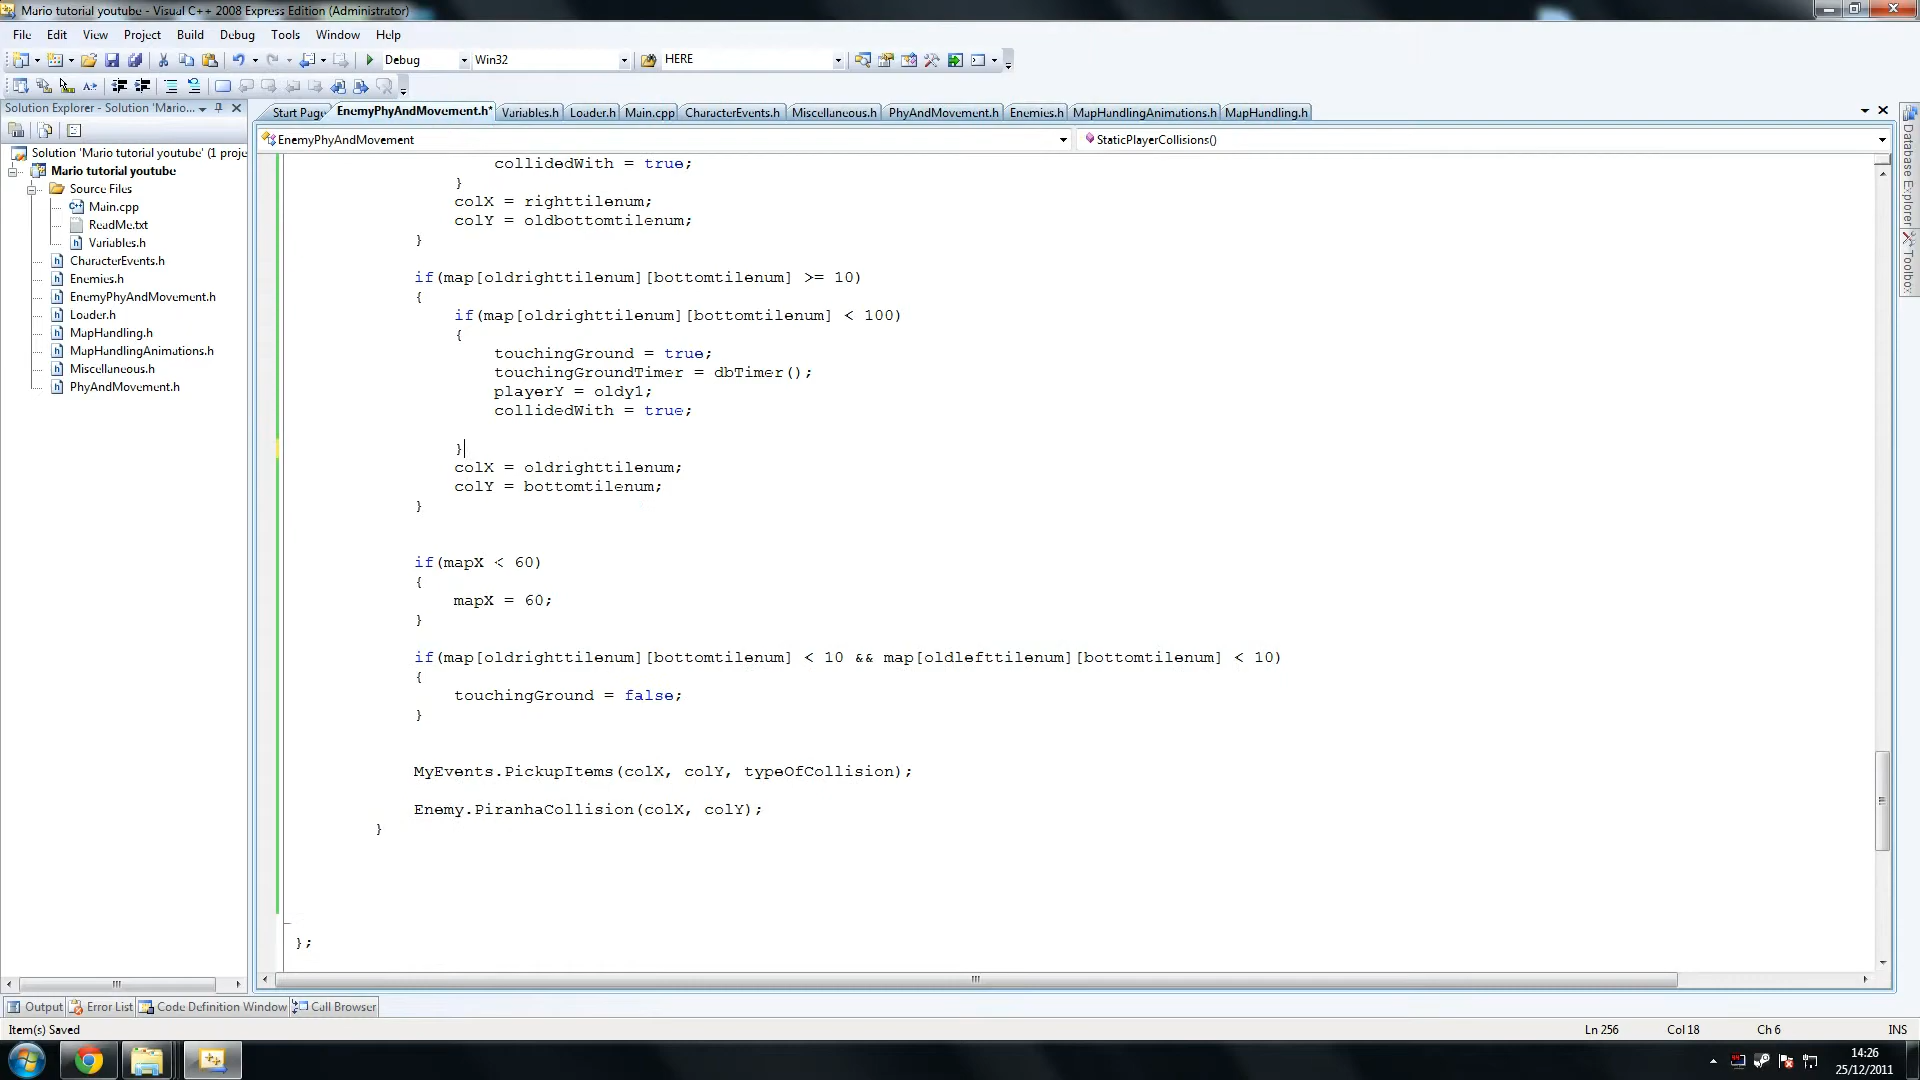 Mario tutorial youtube - Visual C++ 2008 Express Edition (Administrator)
File Edit View Project Build Debug Tools Window Help
Debug Win32 HERE
Solution Explorer - Solution 'Mario...
Start Page EnemyPhyAndMovement.h* Variables.h Loader.h Main.cpp CharacterEvents.h Miscellaneous.h PhyAndMovement.h Enemies.h MapHandlingAnimations.h MapHandling.h
EnemyPhyAndMovement StaticPlayerCollisions()
Solution 'Mario tutorial youtube' (1 proje
Mario tutorial youtube
Source Files
Main.cpp
ReadMe.txt
Variables.h
CharacterEvents.h
Enemies.h
EnemyPhyAndMovement.h
Loader.h
MapHandling.h
MapHandlingAnimations.h
Miscellaneous.h
PhyAndMovement.h
collidedWith = true;
}
colX = righttilenum;
colY = oldbottomtilenum;
}
if(map[oldrighttilenum][bottomtilenum] >= 10)
{
if(map[oldrighttilenum][bottomtilenum] < 100)
{
touchingGround = true;
touchingGroundTimer = dbTimer();
playerY = oldy1;
collidedWith = true;
}
colX = oldrighttilenum;
colY = bottomtilenum;
}
if(mapX < 60)
{
mapX = 60;
}
if(map[oldrighttilenum][bottomtilenum] < 10 && map[oldlefttilenum][bottomtilenum] < 10)
{
touchingGround = false;
}
MyEvents.PickupItems(colX, colY, typeOfCollision);
Enemy.PiranhaCollision(colX, colY);
}
};
Database Explorer
Toolbox
Output Error List Code Definition Window Call Browser
Item(s) Saved Ln 256 Col 18 Ch 6 INS
14:26
25/12/2011